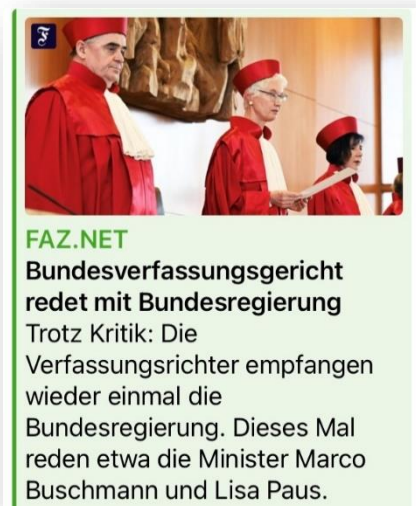 F
FAZ.NET
Bundesverfassungsgericht
redet mit Bundesregierung
Trotz Kritik: Die
Verfassungsrichter empfangen
wieder einmal die
Bundesregierung. Dieses Mal
reden etwa die Minister Marco
Buschmann und Lisa Paus.